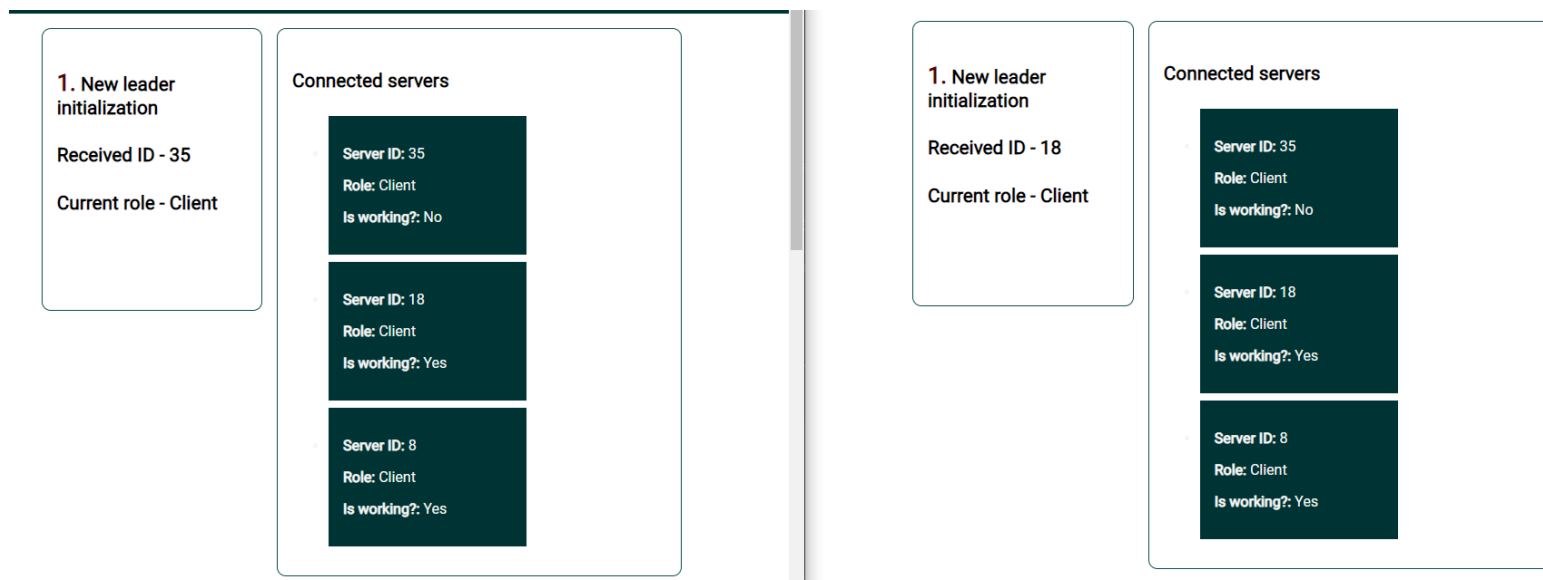 1. New leader
initialization
Received ID - 35
Current role - Client
Connected servers
Server ID: 35
Role: Client
Is working?: No
Server ID: 18
Role: Client
Is working?: Yes
Server ID: 8
Role: Client
Is working?: Yes
1. New leader
initialization
Received ID - 18
Current role - Client
Connected servers
Server ID: 35
Role: Client
Is working?: No
Server ID: 18
Role: Client
Is working?: Yes
Server ID: 8
Role: Client
Is working?: Yes